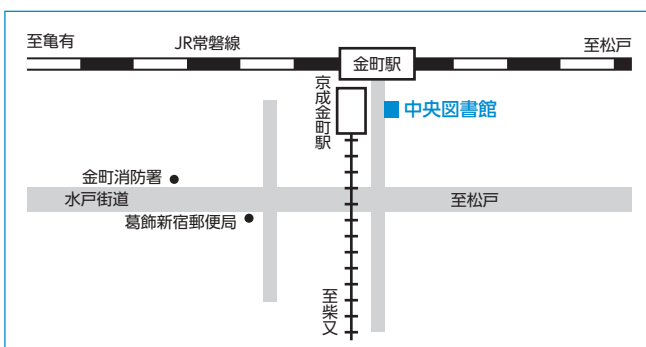 至亀有
JR常磐線
至松戸
金町駅
京成金町駅
中央図書館
金町消防署
水戸街道
至松戸
葛飾新宿郵便局
至柴又